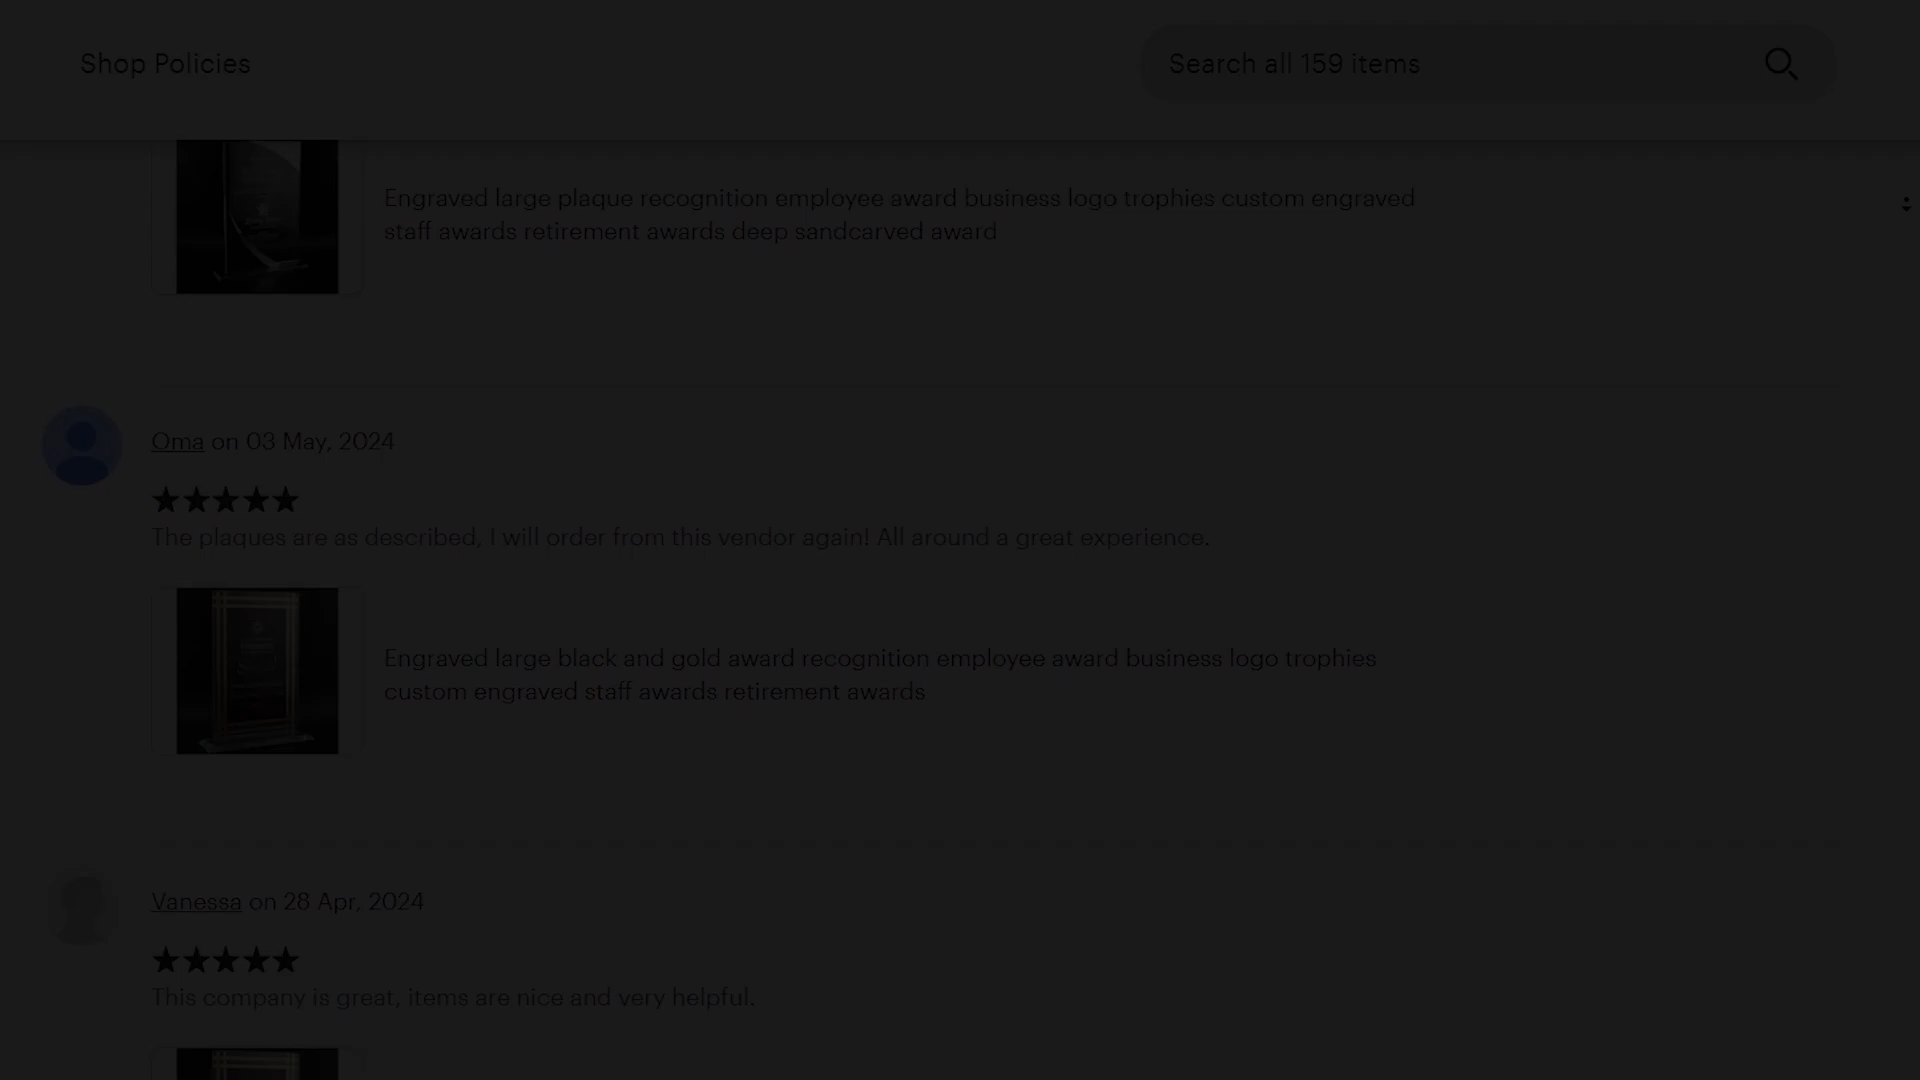 Shop Policies
Search all 159 items
Engraved large plaque recognition employee award business logo trophies custom engraved
staff awards retirement awards deep sandcarved award
Oma on 03 May, 2024
★★★★★
The plaques are as described, I will order from this vendor again! All around a great experience.
Engraved large black and gold award recognition employee award business logo trophies
custom engraved staff awards retirement awards
Vanessa on 28 Apr, 2024
★★★★★
This company is great, items are nice and very helpful.